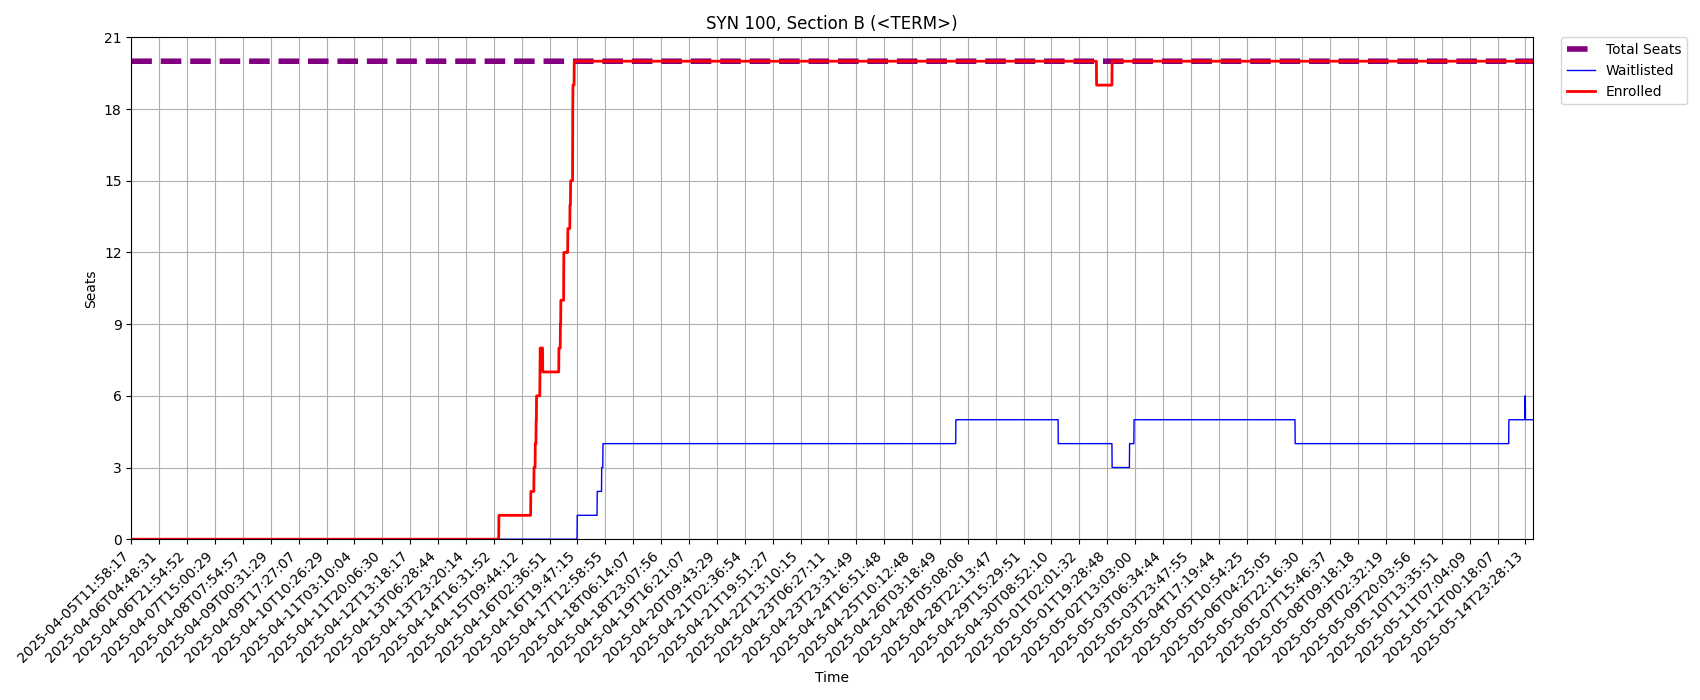 SYN 100, Section B (<TERM>)
Total Seats
Waitlisted
Enrolled
Seats
21
18
15
12
9
6
3
0
2025-04-05T11:58:17
2025-04-06T04:48:31
2025-04-06T21:54:52
2025-04-07T15:00:29
2025-04-08T07:54:57
2025-04-09T00:31:29
2025-04-09T17:27:07
2025-04-10T10:26:29
2025-04-11T03:10:04
2025-04-11T20:06:30
2025-04-12T13:18:17
2025-04-13T06:28:44
2025-04-13T23:20:14
2025-04-14T16:31:52
2025-04-15T09:44:12
2025-04-16T02:36:51
2025-04-16T19:47:15
2025-04-17T12:58:55
2025-04-18T06:14:07
2025-04-18T23:07:56
2025-04-19T16:21:07
2025-04-20T09:43:29
2025-04-21T02:36:54
2025-04-21T19:51:27
2025-04-22T13:10:15
2025-04-23T06:27:11
2025-04-23T23:31:49
2025-04-24T16:51:48
2025-04-25T10:12:48
2025-04-26T03:18:49
2025-04-28T05:08:06
2025-04-28T22:13:47
2025-04-29T15:29:51
2025-04-30T08:52:10
2025-05-01T02:01:32
2025-05-01T19:28:48
2025-05-02T13:03:00
2025-05-03T06:34:44
2025-05-03T23:47:55
2025-05-04T17:19:44
2025-05-05T10:54:25
2025-05-06T04:25:05
2025-05-06T22:16:30
2025-05-07T15:46:37
2025-05-08T09:18:18
2025-05-09T02:32:19
2025-05-09T20:03:56
2025-05-10T13:35:51
2025-05-11T07:04:09
2025-05-12T00:18:07
2025-05-14T23:28:13
Time